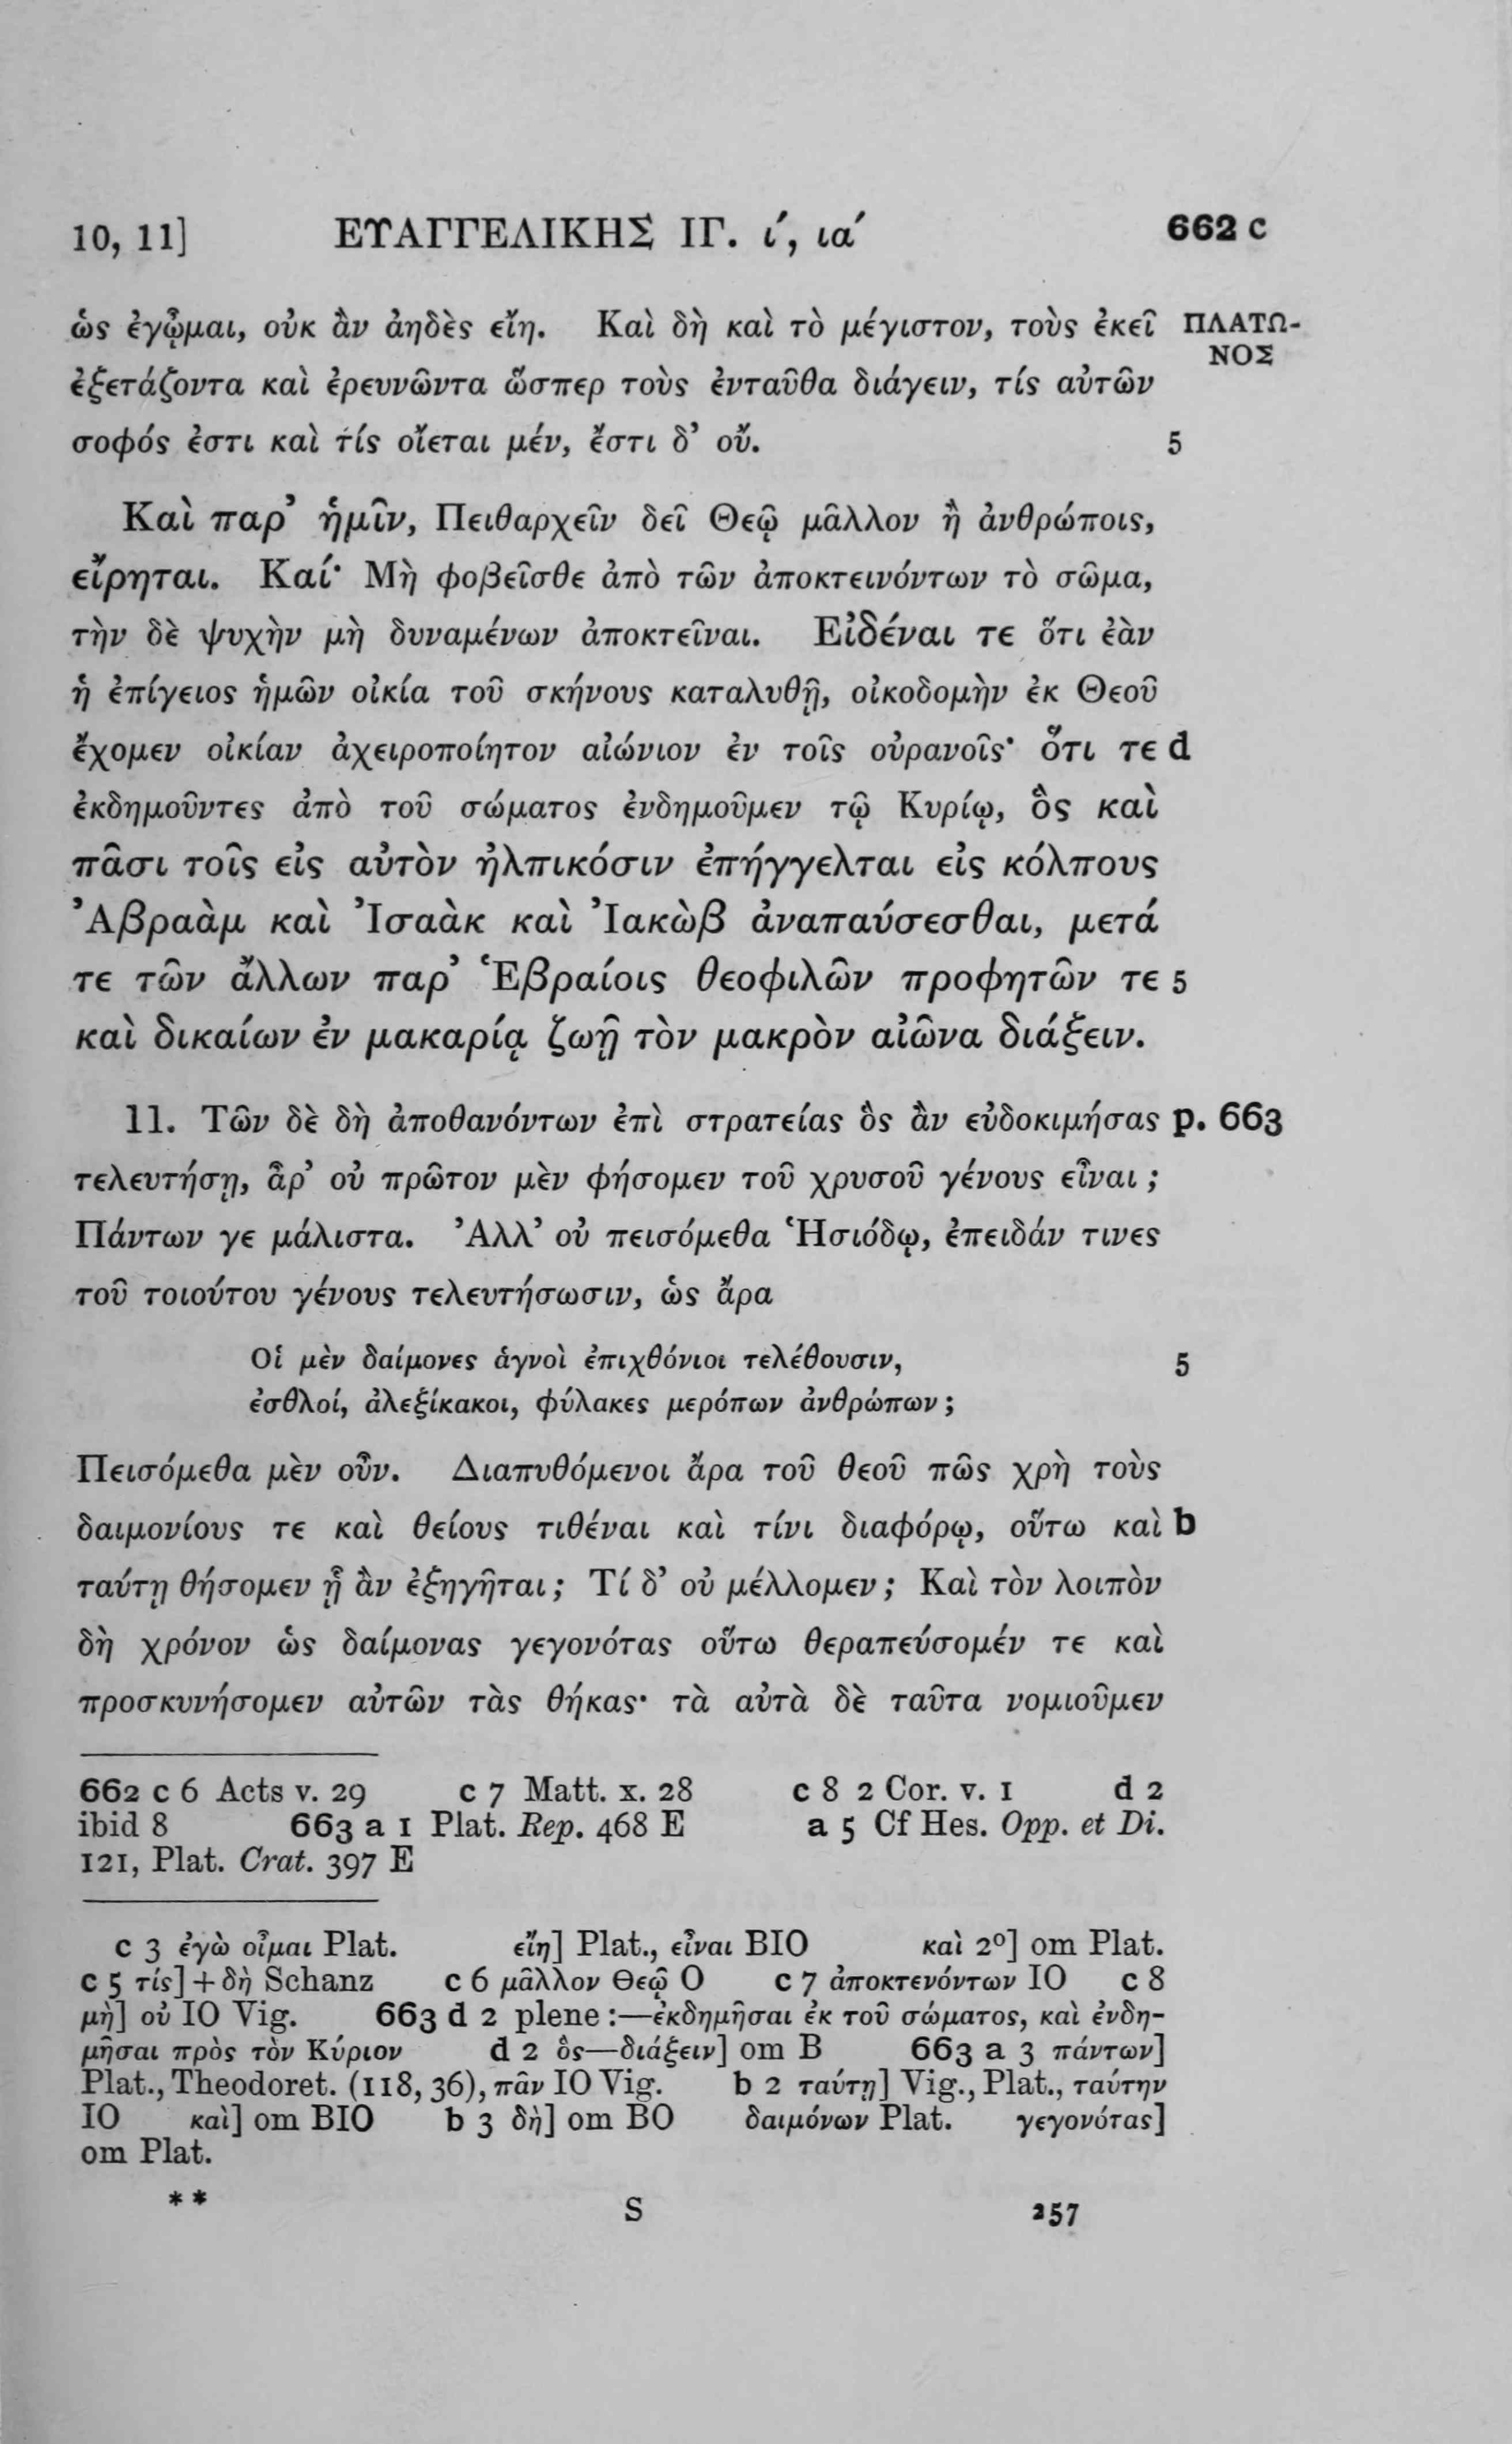 10, 11] ΕΥΑΓΓΕΛΙΚΗΣ ΙΓ. ι΄, ια΄ 662 c
ὡς ἐγᾦμαι, οὐκ ἂν ἀηδὲς εἴη. Καὶ δὴ καὶ τὸ μέγιστον, τοὺς ἐκεῖ ΠΛΑΤΩ-
ΝΟΣ
ἐξετάζοντα καὶ ἐρευνῶντα ὥσπερ τοὺς ἐνταῦθα διάγειν, τίς αὐτῶν
σοφός ἐστι καὶ τίς οἴεται μέν, ἔστι δ’ οὔ. 5
Καὶ παρ’ ἡμῖν, Πειθαρχεῖν δεῖ Θεῷ μᾶλλον ἢ ἀνθρώποις,
εἴρηται. Καί· Μὴ φοβεῖσθε ἀπὸ τῶν ἀποκτεινόντων τὸ σῶμα,
τὴν δὲ ψυχὴν μὴ δυναμένων ἀποκτεῖναι. Εἰδέναι τε ὅτι ἐὰν
ἡ ἐπίγειος ἡμῶν οἰκία τοῦ σκήνους καταλυθῇ, οἰκοδομὴν ἐκ Θεοῦ
ἔχομεν οἰκίαν ἀχειροποίητον αἰώνιον ἐν τοῖς οὐρανοῖς· ὅτι τε d
ἐκδημοῦντες ἀπὸ τοῦ σώματος ἐνδημοῦμεν τῷ Κυρίῳ, ὃς καὶ
πᾶσι τοῖς εἰς αὐτὸν ἠλπικόσιν ἐπήγγελται εἰς κόλπους
Ἀβραὰμ καὶ Ἰσαὰκ καὶ Ἰακὼβ ἀναπαύσεσθαι, μετά
τε τῶν ἄλλων παρ’ Ἑβραίοις θεοφιλῶν προφητῶν τε 5
καὶ δικαίων ἐν μακαρίᾳ ζωῇ τὸν μακρὸν αἰῶνα διάξειν.
11. Τῶν δὲ δὴ ἀποθανόντων ἐπὶ στρατείας ὃς ἂν εὐδοκιμήσας p. 663
τελευτήσῃ, ἆρ’ οὐ πρῶτον μὲν φήσομεν τοῦ χρυσοῦ γένους εἶναι ;
Πάντων γε μάλιστα. Ἀλλ’ οὐ πεισόμεθα Ἡσιόδῳ, ἐπειδάν τινες
τοῦ τοιούτου γένους τελευτήσωσιν, ὡς ἄρα
Οἱ μὲν δαίμονες ἁγνοὶ ἐπιχθόνιοι τελέθουσιν, 5
ἐσθλοί, ἀλεξίκακοι, φύλακες μερόπων ἀνθρώπων ;
Πεισόμεθα μὲν οὖν. Διαπυθόμενοι ἄρα τοῦ θεοῦ πῶς χρὴ τοὺς
δαιμονίους τε καὶ θείους τιθέναι καὶ τίνι διαφόρῳ, οὕτω καὶ b
ταύτῃ θήσομεν ᾗ ἂν ἐξηγῆται ; Τί δ’ οὐ μέλλομεν ; Καὶ τὸν λοιπὸν
δὴ χρόνον ὡς δαίμονας γεγονότας οὕτω θεραπεύσομέν τε καὶ
προσκυνήσομεν αὐτῶν τὰς θήκας· τὰ αὐτὰ δὲ ταῦτα νομιοῦμεν
662 c 6 Acts v. 29 c 7 Matt. x. 28 c 8 2 Cor. v. 1 d 2
ibid 8 663 a 1 Plat. Rep. 468 E a 5 Cf Hes. Opp. et Di.
121, Plat. Crat. 397 E
c 3 ἐγὼ οἶμαι Plat. εἴη] Plat., εἶναι BIO καὶ 2º] om Plat.
c 5 τίς] + δὴ Schanz c 6 μᾶλλον Θεῷ O c 7 ἀποκτενόντων IO c 8
μὴ] οὐ IO Vig. 663 d 2 plene :—ἐκδημῆσαι ἐκ τοῦ σώματος, καὶ ἐνδη-
μῆσαι πρὸς τὸν Κύριον d 2 ὃς—διάξειν] om B 663 a 3 πάντων]
Plat., Theodoret. (118, 36), πᾶν IO Vig. b 2 ταύτῃ] Vig., Plat., ταύτην
IO καὶ] om BIO b 3 δὴ] om BO δαιμόνων Plat. γεγονότας]
om Plat.
** S 257